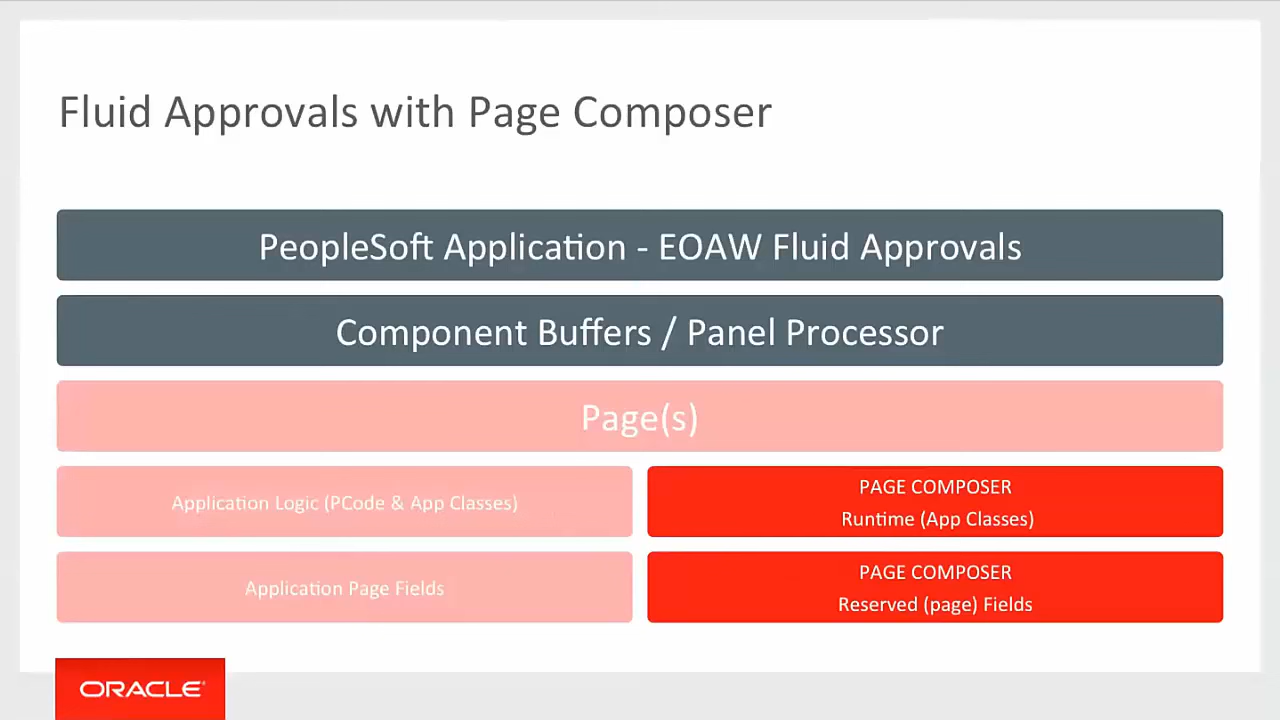 Fluid Approvals with Page Composer
PeopleSoft Application - EOAW Fluid Approvals
Component Buffers / Panel Processor
Page(s)
Application Logic (PCode & App Classes)
PAGE COMPOSER
Runtime (App Classes)
Application Page Fields
PAGE COMPOSER
Reserved (page) Fields
ORACLE